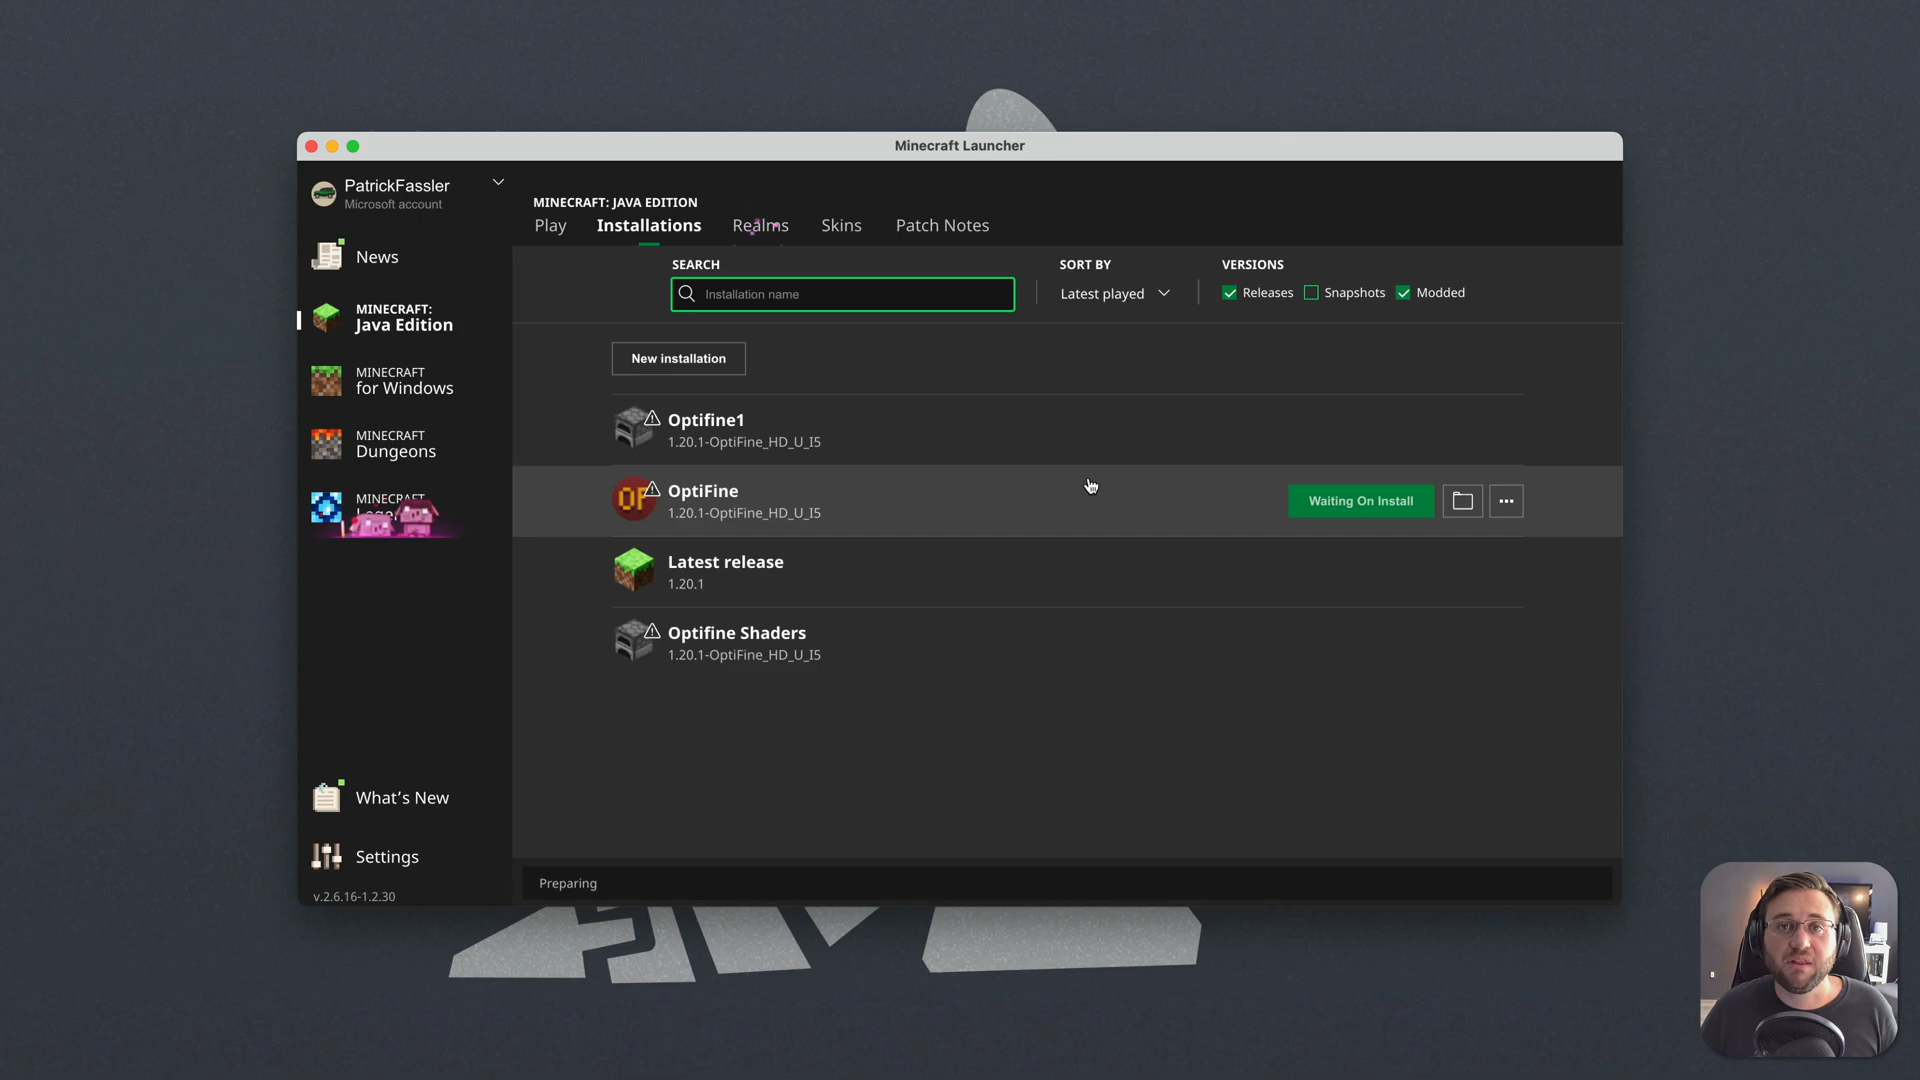 Minecraft Launcher
PatrickFassler
Microsoft account
News
MINECRAFT:
Java Edition
MINECRAFT
for Windows
MINECRAFT
Dungeons
MINECRAFT
What's New
Settings
v.2.6.16-1.2.30
MINECRAFT: JAVA EDITION
Play Installations Realms Skins Patch Notes
SEARCH SORT BY VERSIONS
Installation name Latest played Releases Snapshots Modded
New installation
Optifine1
1.20.1-OptiFine_HD_U_I5
OF
OptiFine
1.20.1-OptiFine_HD_U_I5
Waiting On Install
Latest release
1.20.1
Optifine Shaders
1.20.1-OptiFine_HD_U_I5
Preparing